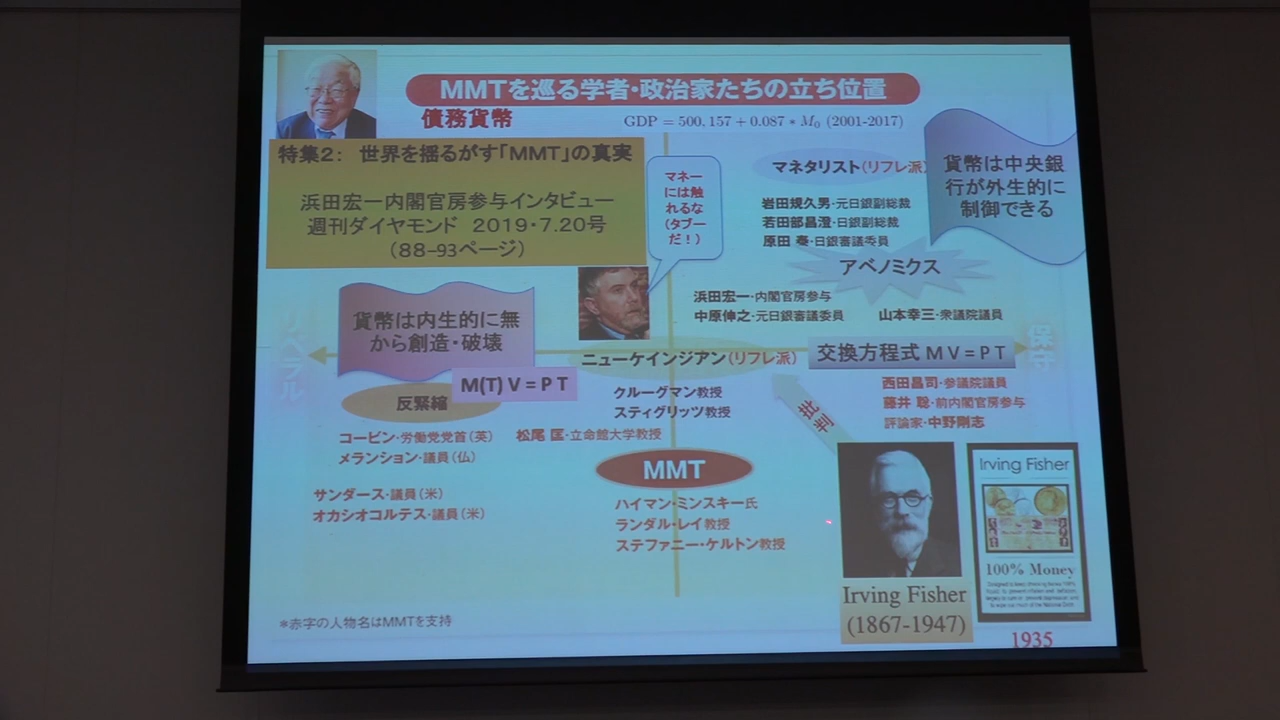 MMTを巡る学者・政治家たちの立ち位置
債務貨幣
GDP = 500,157 + 0.087 * M₀ (2001-2017)
特集2: 世界を揺るがす「MMT」の真実
浜田宏一内閣官房参与インタビュー
週刊ダイヤモンド 2019・7.20号
(88-93ページ)
マネー
には触
れるな
(タブー
だ!)
マネタリスト(リフレ派)
岩田規久男・元日銀副総裁
若田部昌澄・日銀副総裁
原田 泰・日銀審議委員
貨幣は中央銀
行が外生的に
制御できる
アベノミクス
浜田宏一・内閣官房参与
中原伸之・元日銀審議委員
山本幸三・衆議院議員
貨幣は内生的に無
から創造・破壊
リベラル
保守
ニューケインジアン(リフレ派)
交換方程式 M V = P T
M(T) V = P T
クルーグマン教授
スティグリッツ教授
西田昌司・参議院議員
藤井 聡・前内閣官房参与
評論家・中野剛志
反緊縮
批判
コービン・労働党党首(英)
松尾 匡・立命館大学教授
メランション・議員(仏)
MMT
サンダース・議員(米)
オカシオコルテス・議員(米)
ハイマン・ミンスキー氏
ランダル・レイ教授
ステファニー・ケルトン教授
Irving Fisher
100% Money
Irving Fisher
(1867-1947)
1935
*赤字の人物名はMMTを支持